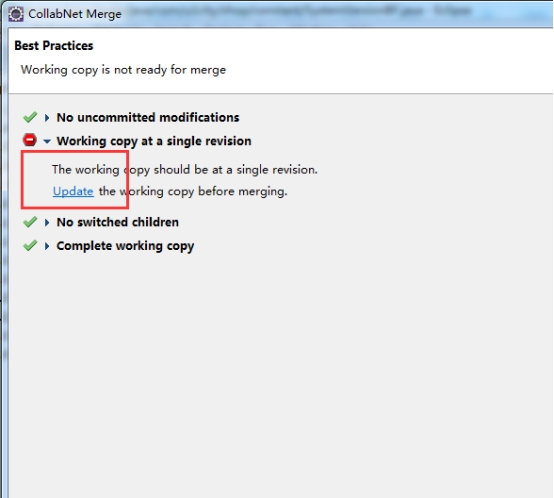 CollabNet Merge
Best Practices
Working copy is not ready for merge
No uncommitted modifications
Working copy at a single revision
The working copy should be at a single revision.
Update the working copy before merging.
No switched children
Complete working copy